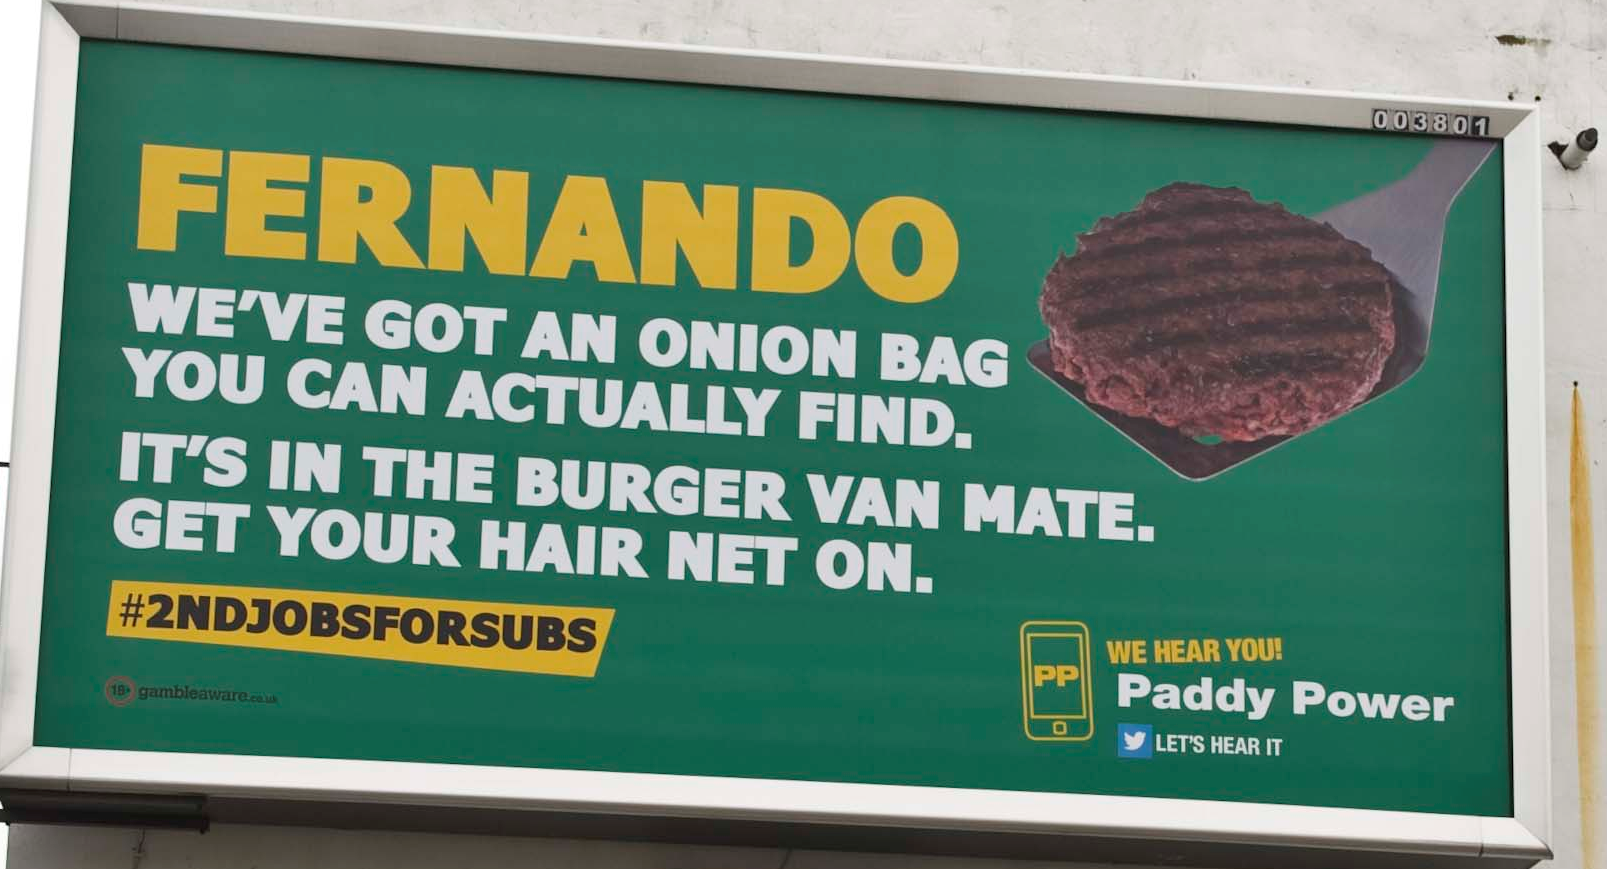 003801
FERNANDO
WE'VE GOT AN ONION BAG
YOU CAN ACTUALLY FIND.
IT'S IN THE BURGER VAN MATE.
GET YOUR HAIR NET ON.
#2NDJOBSFORSUBS
18+ gambleaware.co.uk
PP
WE HEAR YOU!
Paddy Power
LET'S HEAR IT